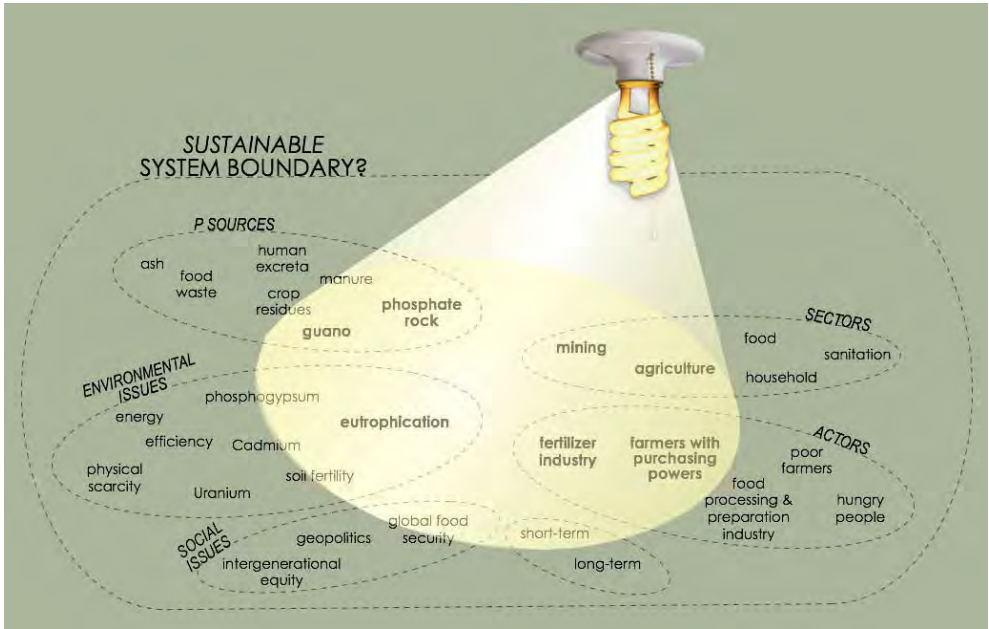 SUSTAINABLE
SYSTEM BOUNDARY?
P SOURCES
ash
food
waste
human
excreta
manure
crop
residues
guano
phosphate
rock
ENVIRONMENTAL
ISSUES
energy
phosphogypsum
efficiency
Cadmium
eutrophication
physical
scarcity
Uranium
soil fertility
SOCIAL
ISSUES
geopolitics
global food
security
intergenerational
equity
short-term
long-term
SECTORS
mining
agriculture
food
sanitation
household
ACTORS
fertilizer
industry
farmers with
purchasing
powers
poor
farmers
food
processing &
preparation
industry
hungry
people